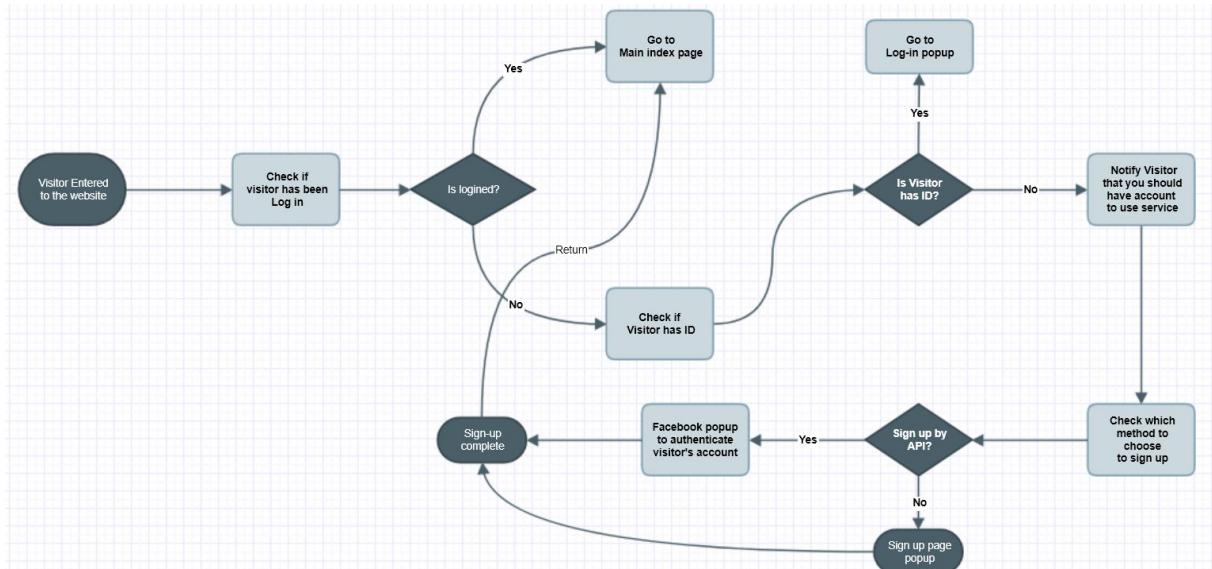 Go to
Main index page
Go to
Log-in popup
Yes
Yes
Visitor Entered
to the website
Check if
visitor has been
Log in
Is logined?
Is Visitor
has ID?
No
Notify Visitor
that you should
have account
to use service
Return
No
Check if
Visitor has ID
Sign-up
complete
Facebook popup
to authenticate
visitor's account
Yes
Sign up by
API?
Check which
method to
choose
to sign up
No
Sign up page
popup